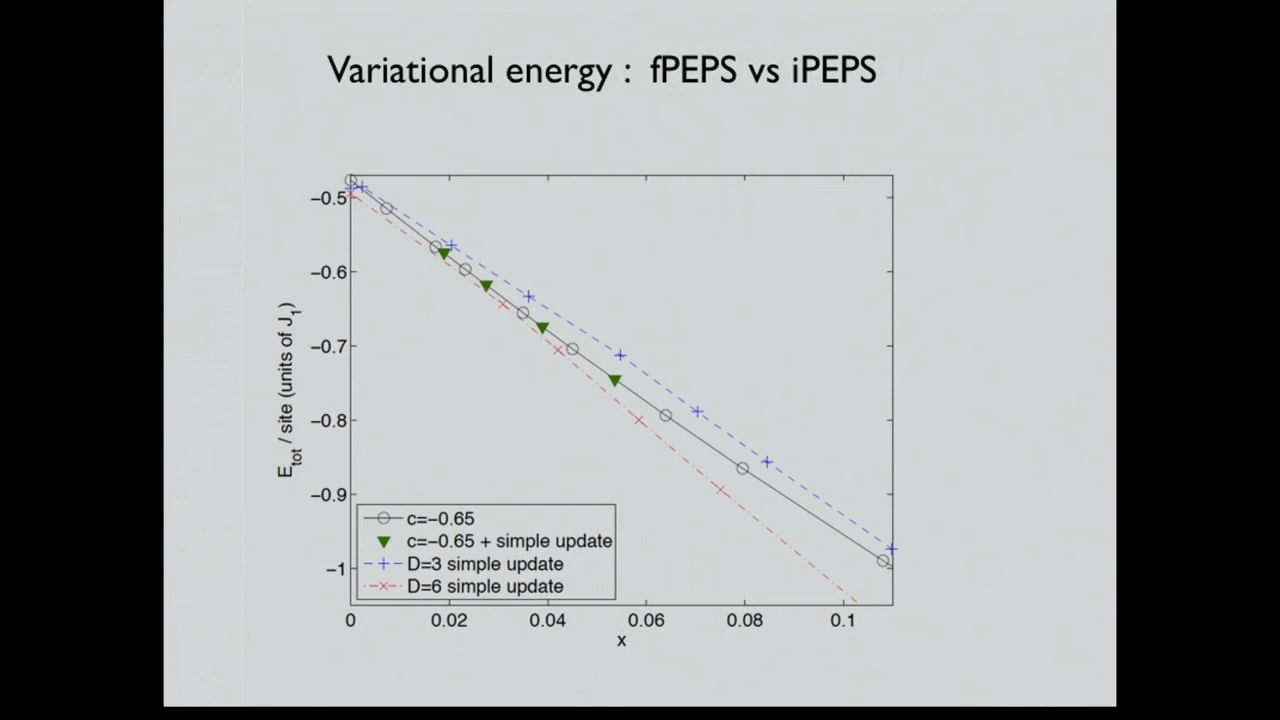 Variational energy : fPEPS vs iPEPS
−0.5
−0.6
−0.7
−0.8
−0.9
−1
E_tot / site (units of J_1)
c=−0.65
c=−0.65 + simple update
D=3 simple update
D=6 simple update
0 0.02 0.04 0.06 0.08 0.1
x